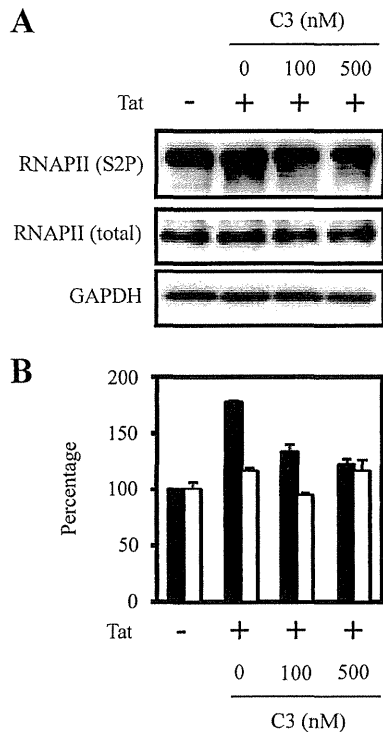 A
C3 (nM)
0 100 500
Tat - + + +
RNAPII (S2P)
RNAPII (total)
GAPDH
B
200
150
100
50
0
Percentage
Tat - + + +
0 100 500
C3 (nM)